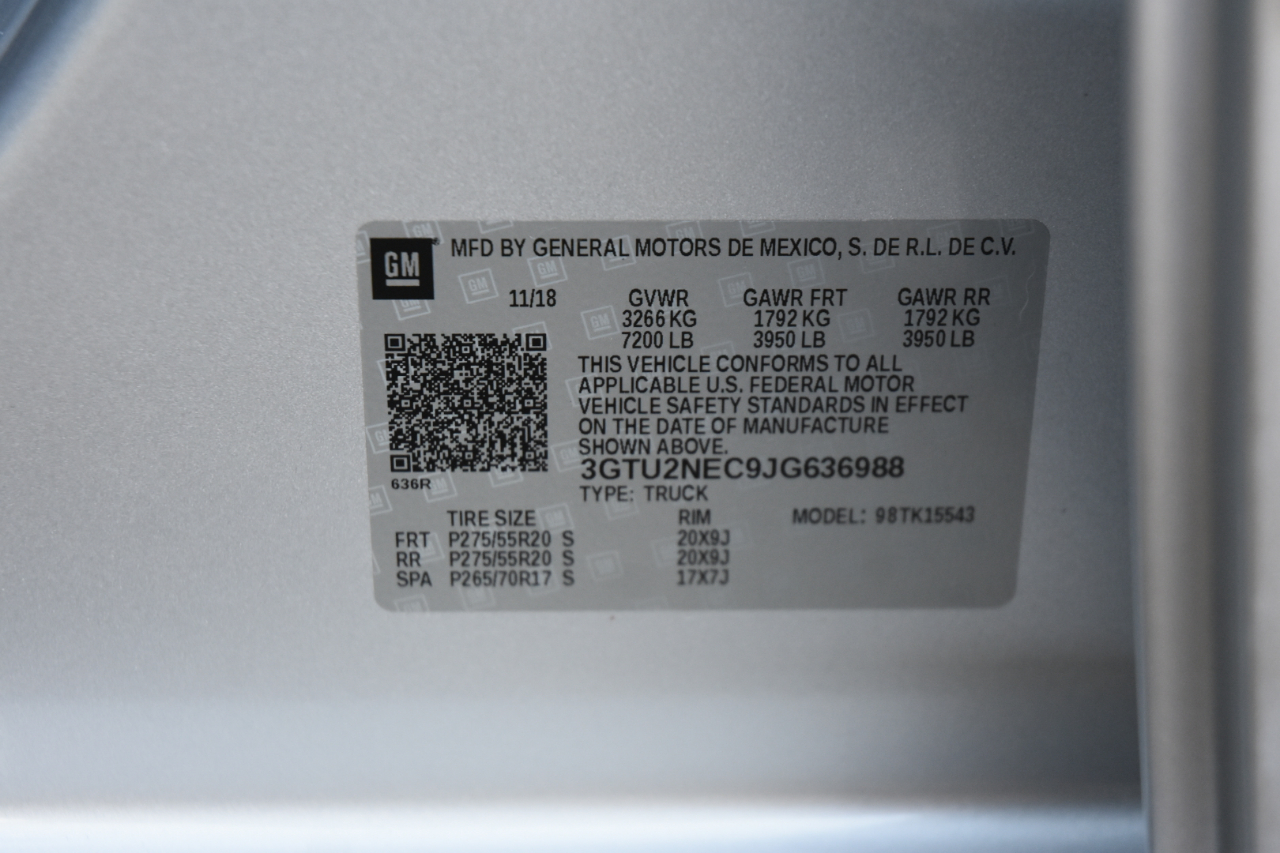 GM MFD BY GENERAL MOTORS DE MEXICO, S. DE R.L. DE C.V.
11/18 GVWR GAWR FRT GAWR RR
3266 KG 1792 KG 1792 KG
7200 LB 3950 LB 3950 LB
THIS VEHICLE CONFORMS TO ALL
APPLICABLE U.S. FEDERAL MOTOR
VEHICLE SAFETY STANDARDS IN EFFECT
ON THE DATE OF MANUFACTURE
SHOWN ABOVE.
3GTU2NEC9JG636988
636R
TYPE: TRUCK
TIRE SIZE RIM MODEL: 98TK15543
FRT P275/55R20 S 20X9J
RR P275/55R20 S 20X9J
SPA P265/70R17 S 17X7J